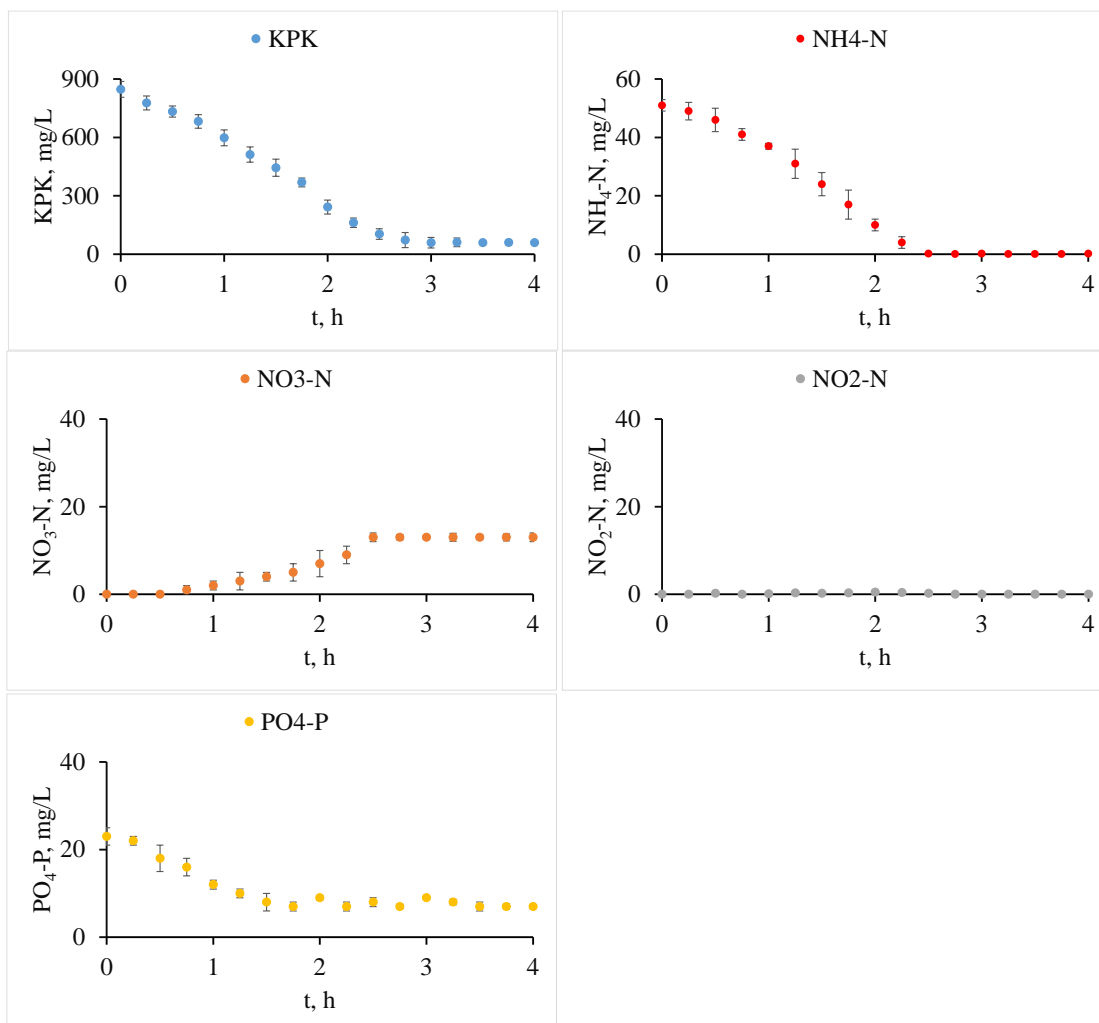 KPK
KPK, mg/L
900
600
300
0
0 1 2 3 4
t, h
NH4-N
NH₄-N, mg/L
60
40
20
0
0 1 2 3 4
t, h
NO3-N
NO₃-N, mg/L
40
20
0
0 1 2 3 4
t, h
NO2-N
NO₂-N, mg/L
40
20
0
0 1 2 3 4
t, h
PO4-P
PO₄-P, mg/L
40
20
0
0 1 2 3 4
t, h